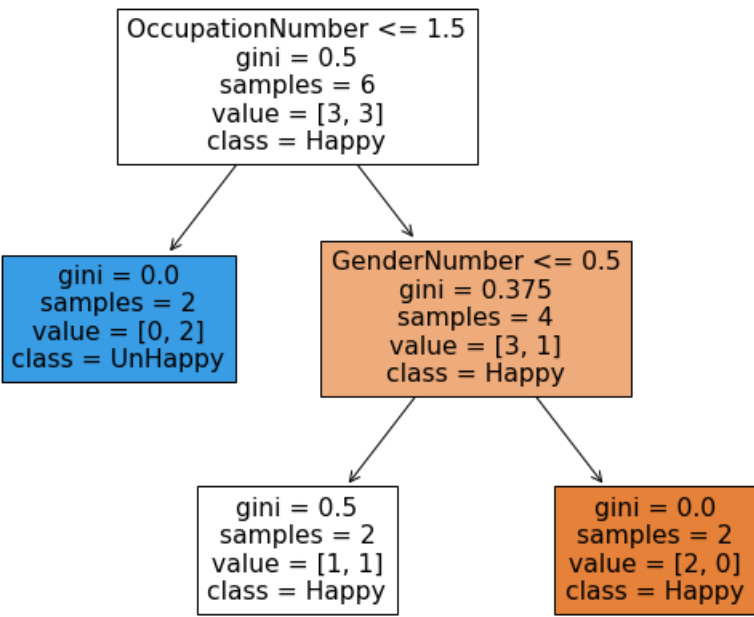 OccupationNumber <= 1.5
gini = 0.5
samples = 6
value = [3, 3]
class = Happy
gini = 0.0
samples = 2
value = [0, 2]
class = UnHappy
GenderNumber <= 0.5
gini = 0.375
samples = 4
value = [3, 1]
class = Happy
gini = 0.5
samples = 2
value = [1, 1]
class = Happy
gini = 0.0
samples = 2
value = [2, 0]
class = Happy